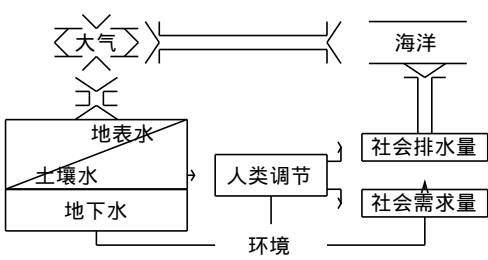 大气
海洋
地表水
社会排水量
土壤水
人类调节
社会需求量
地下水
环境